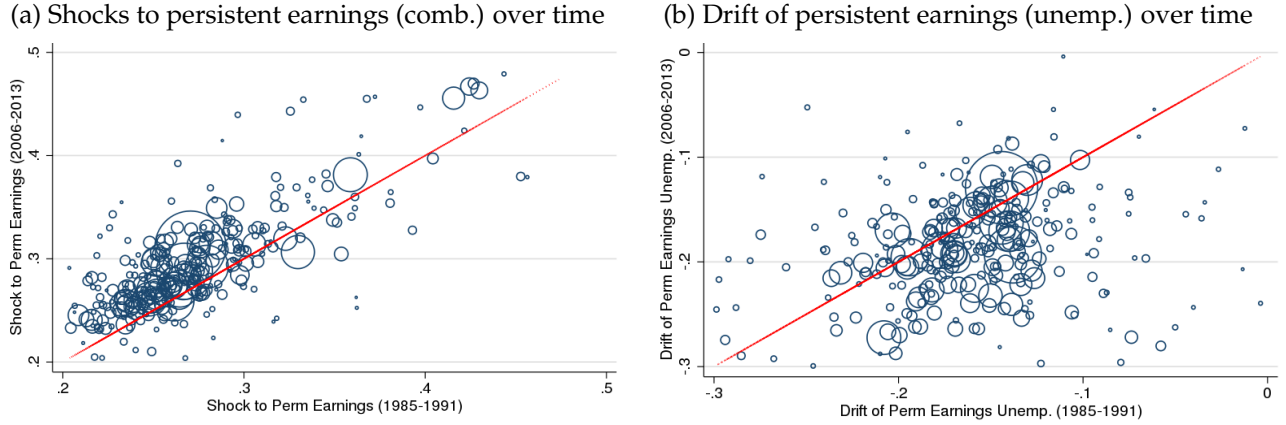 (a) Shocks to persistent earnings (comb.) over time
Shock to Perm Earnings (2006-2013)
.5
.4
.3
.2
.2
.3
.4
.5
Shock to Perm Earnings (1985-1991)
(b) Drift of persistent earnings (unemp.) over time
Drift of Perm Earnings Unemp. (2006-2013)
0
-.1
-.2
-.3
-.3
-.2
-.1
0
Drift of Perm Earnings Unemp. (1985-1991)